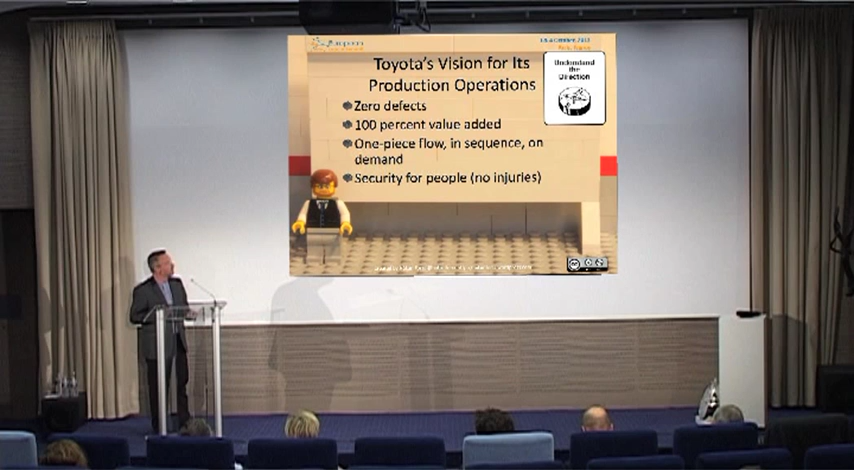 Toyota's Vision for Its
Production Operations
Understand
the
Direction
Zero defects
100 percent value added
One-piece flow, in sequence, on
demand
Security for people (no injuries)